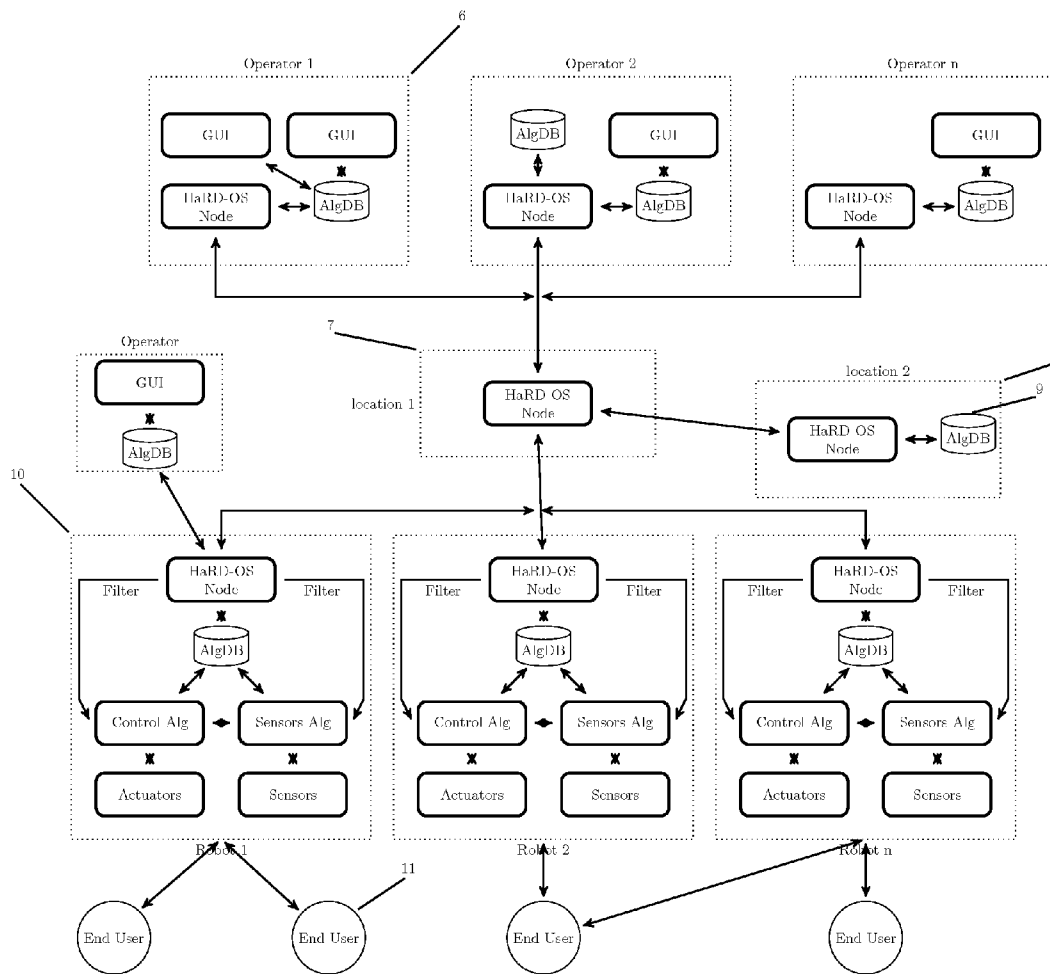 6
Operator 1
Operator 2
Operator n
GUI
GUI
AlgDB
GUI
GUI
HaRD-OS
Node
AlgDB
HaRD-OS
Node
AlgDB
HaRD-OS
Node
AlgDB
7
Operator
GUI
AlgDB
location 1
HaRD OS
Node
location 2
9
HaRD OS
Node
AlgDB
10
HaRD-OS
Node
Filter
Filter
AlgDB
Control Alg
Sensors Alg
Actuators
Sensors
Robot 1
HaRD-OS
Node
Filter
Filter
AlgDB
Control Alg
Sensors Alg
Actuators
Sensors
Robot 2
HaRD-OS
Node
Filter
Filter
AlgDB
Control Alg
Sensors Alg
Actuators
Sensors
Robot n
11
End User
End User
End User
End User